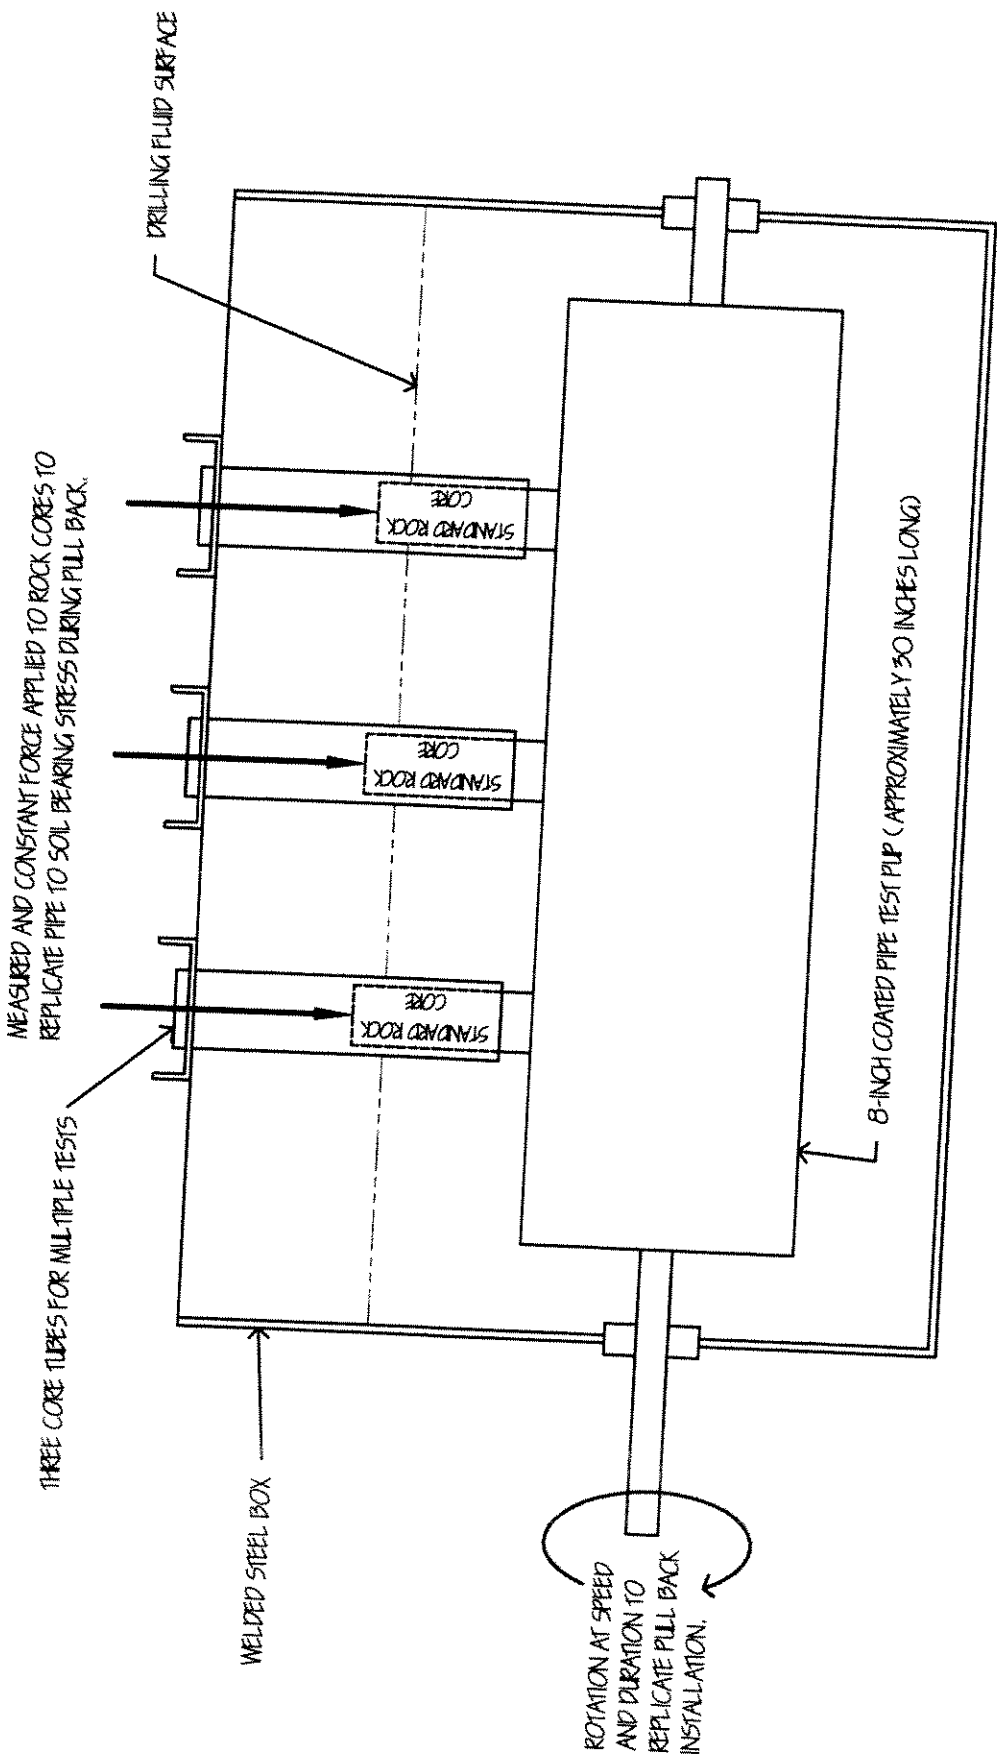 MEASURED AND CONSTANT FORCE APPLIED TO ROCK CORES TO
REPLICATE PIPE TO SOIL BEARING STRESS DURING PULL BACK.
THREE CORE TUBES FOR MULTIPLE TESTS
DRILLING FLUID SURFACE
WELDED STEEL BOX
STANDARD ROCK
CORE
STANDARD ROCK
CORE
STANDARD ROCK
CORE
ROTATION AT SPEED
AND DURATION TO
REPLICATE PULL BACK
INSTALLATION.
8-INCH COATED PIPE TEST PUP (APPROXIMATELY 30 INCHES LONG)